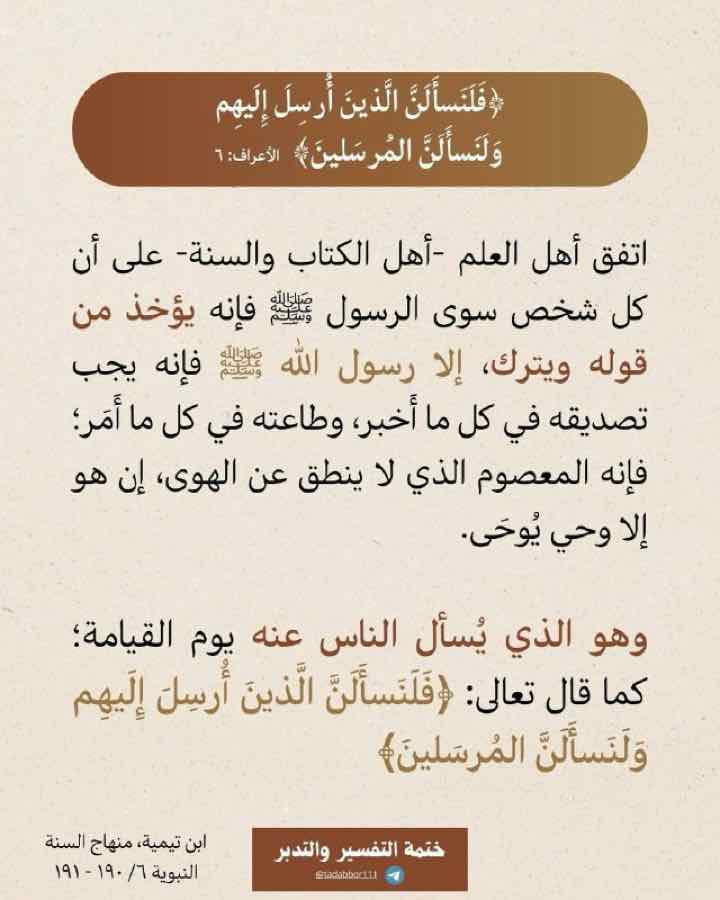 ﴿فَلَنَسأَلَنَّ الَّذينَ أُرسِلَ إِلَيهِم
وَلَنَسأَلَنَّ المُرسَلينَ﴾ الأعراف: ٦
اتفق أهل العلم -أهل الكتاب والسنة- على أن
كل شخص سوى الرسول ﷺ فإنه يؤخذ من
قوله ويترك، إلا رسول الله ﷺ فإنه يجب
تصديقه في كل ما أَخبر، وطاعته في كل ما أَمَر؛
فإنه المعصوم الذي لا ينطق عن الهوى، إن هو
إلا وحي يُوحَى.
وهو الذي يُسأل الناس عنه يوم القيامة؛
كما قال تعالى: ﴿فَلَنَسأَلَنَّ الَّذينَ أُرسِلَ إِلَيهِم
وَلَنَسأَلَنَّ المُرسَلينَ﴾
ختمة التفسير والتدبر
ابن تيمية، منهاج السنة
النبوية ٦/ ١٩٠ - ١٩١